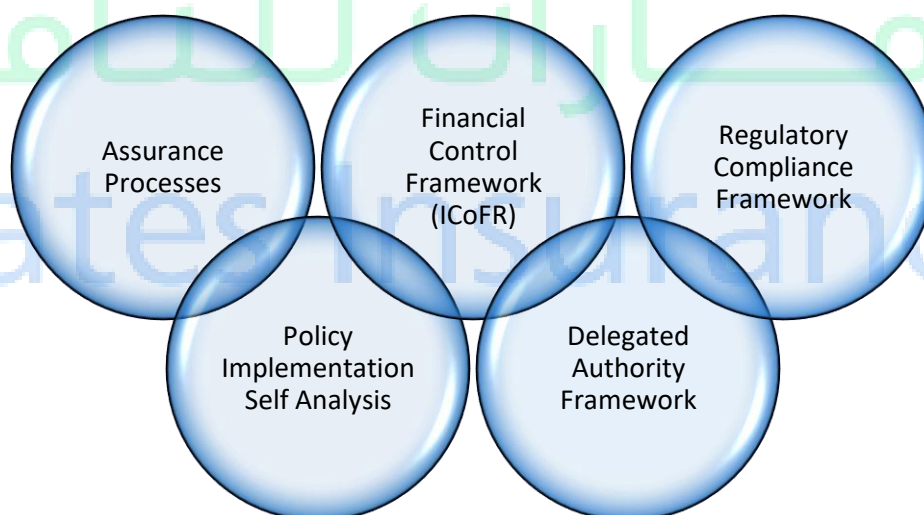 Assurance
Processes
Financial
Control
Framework
(ICoFR)
Regulatory
Compliance
Framework
Policy
Implementation
Self Analysis
Delegated
Authority
Framework